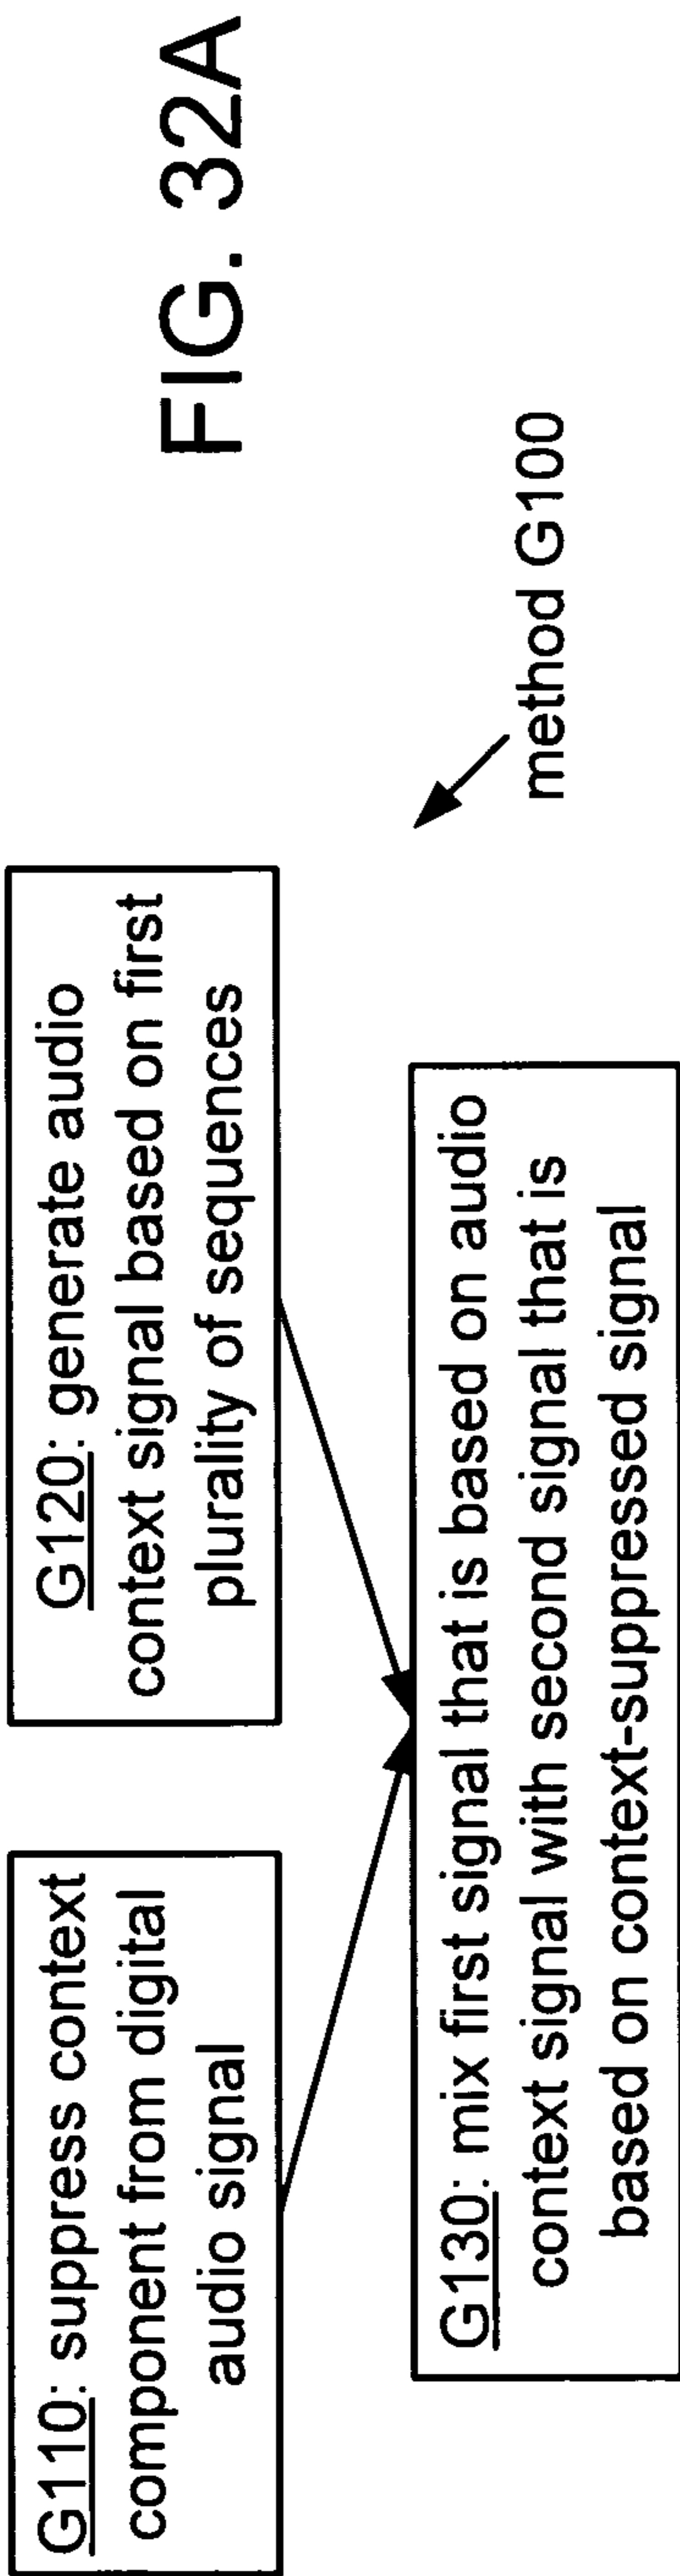 G110: suppress context
component from digital
audio signal
G120: generate audio
context signal based on first
plurality of sequences
G130: mix first signal that is based on audio
context signal with second signal that is
based on context-suppressed signal
method G100
FIG. 32A